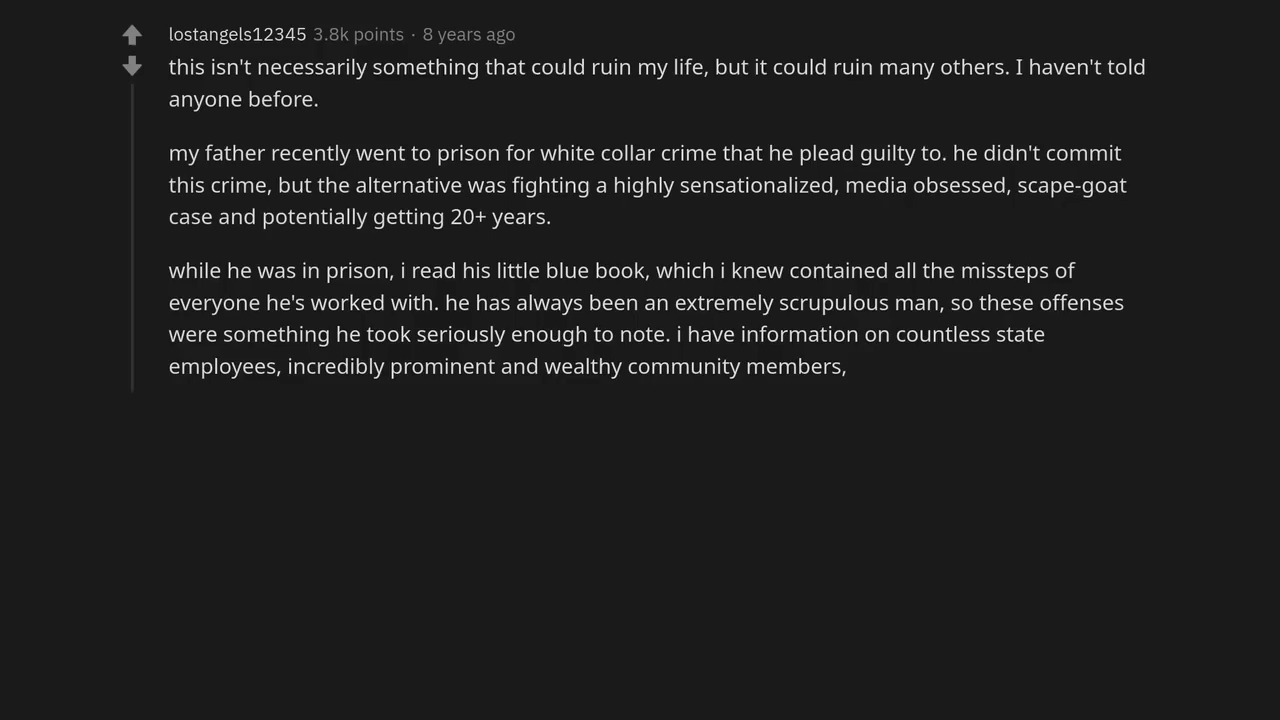 lostangels12345 3.8k points · 8 years ago
this isn't necessarily something that could ruin my life, but it could ruin many others. I haven't told
anyone before.
my father recently went to prison for white collar crime that he plead guilty to. he didn't commit
this crime, but the alternative was fighting a highly sensationalized, media obsessed, scape-goat
case and potentially getting 20+ years.
while he was in prison, i read his little blue book, which i knew contained all the missteps of
everyone he's worked with. he has always been an extremely scrupulous man, so these offenses
were something he took seriously enough to note. i have information on countless state
employees, incredibly prominent and wealthy community members,